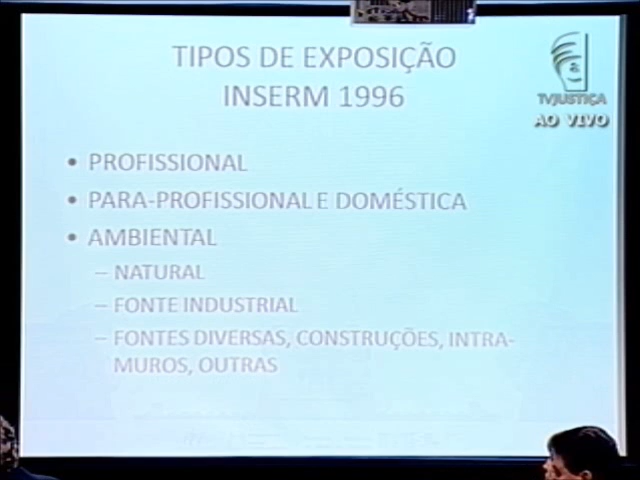 TIPOS DE EXPOSIÇÃO
INSERM 1996
TVJUSTIÇA
AO VIVO
• PROFISSIONAL
• PARA-PROFISSIONAL E DOMÉSTICA
• AMBIENTAL
– NATURAL
– FONTE INDUSTRIAL
– FONTES DIVERSAS, CONSTRUÇÕES, INTRA-
MUROS, OUTRAS